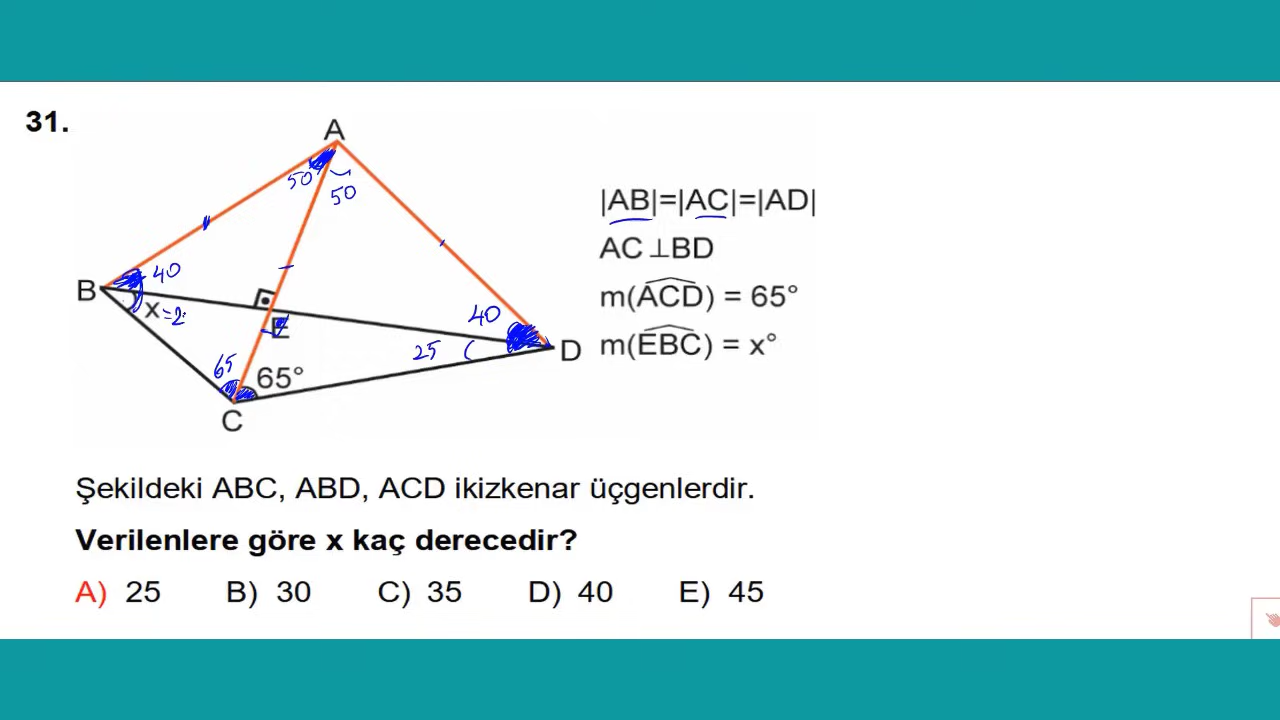 31.
A
50
50
|AB|=|AC|=|AD|
AC ⊥BD
m(ACD) = 65°
m(EBC) = x°
B
40
x=2
E
40
D
25
65
65°
C
Şekildeki ABC, ABD, ACD ikizkenar üçgenlerdir.
Verilenlere göre x kaç derecedir?
A) 25 B) 30 C) 35 D) 40 E) 45